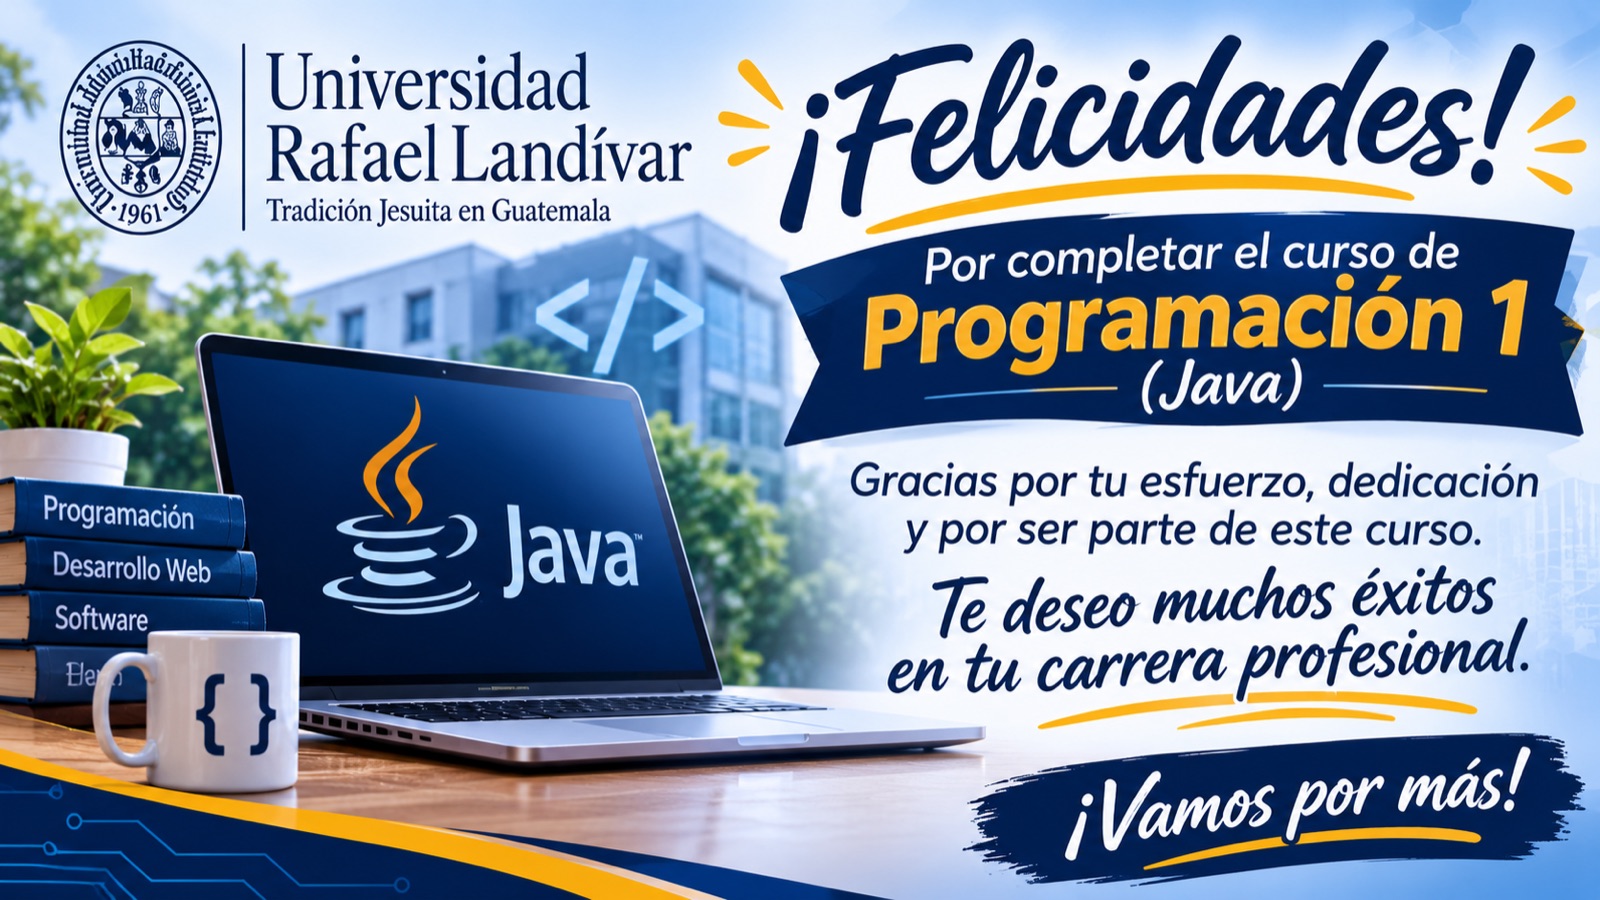 Universidad
Rafael Landívar
Tradición Jesuita en Guatemala
1961
¡Felicidades!
Por completar el curso de
Programación 1
(Java)
Gracias por tu esfuerzo, dedicación
y por ser parte de este curso.
Te deseo muchos éxitos
en tu carrera profesional.
¡Vamos por más!
</>
Java™
Programación
Desarrollo Web
Software
{ }